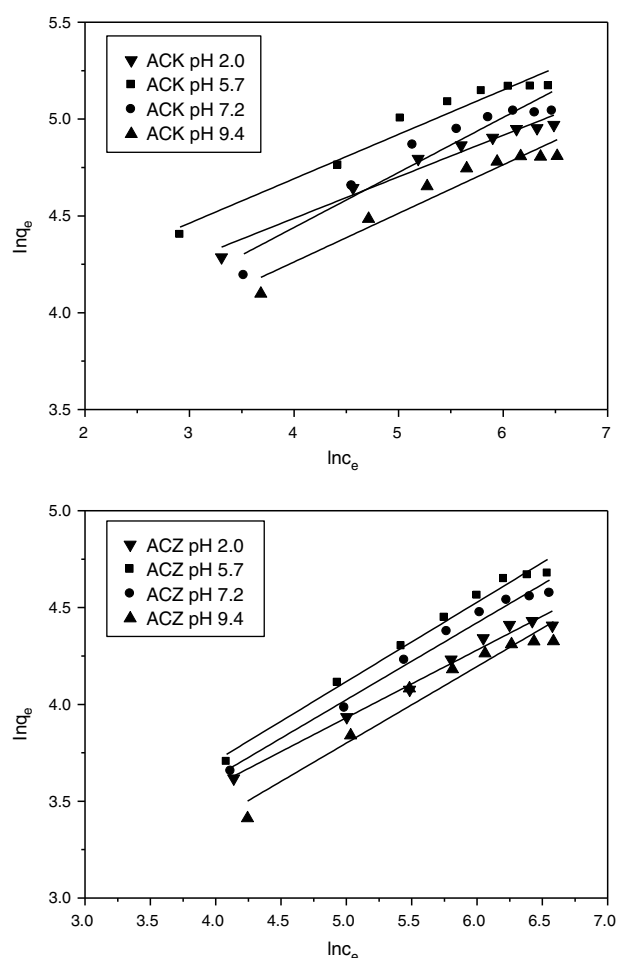 5.5
5.0
4.5
4.0
3.5
lnqₑ
ACK pH 2.0
ACK pH 5.7
ACK pH 7.2
ACK pH 9.4
2 3 4 5 6 7
lncₑ
5.0
4.5
4.0
3.5
3.0
lnqₑ
ACZ pH 2.0
ACZ pH 5.7
ACZ pH 7.2
ACZ pH 9.4
3.0 3.5 4.0 4.5 5.0 5.5 6.0 6.5 7.0
lncₑ